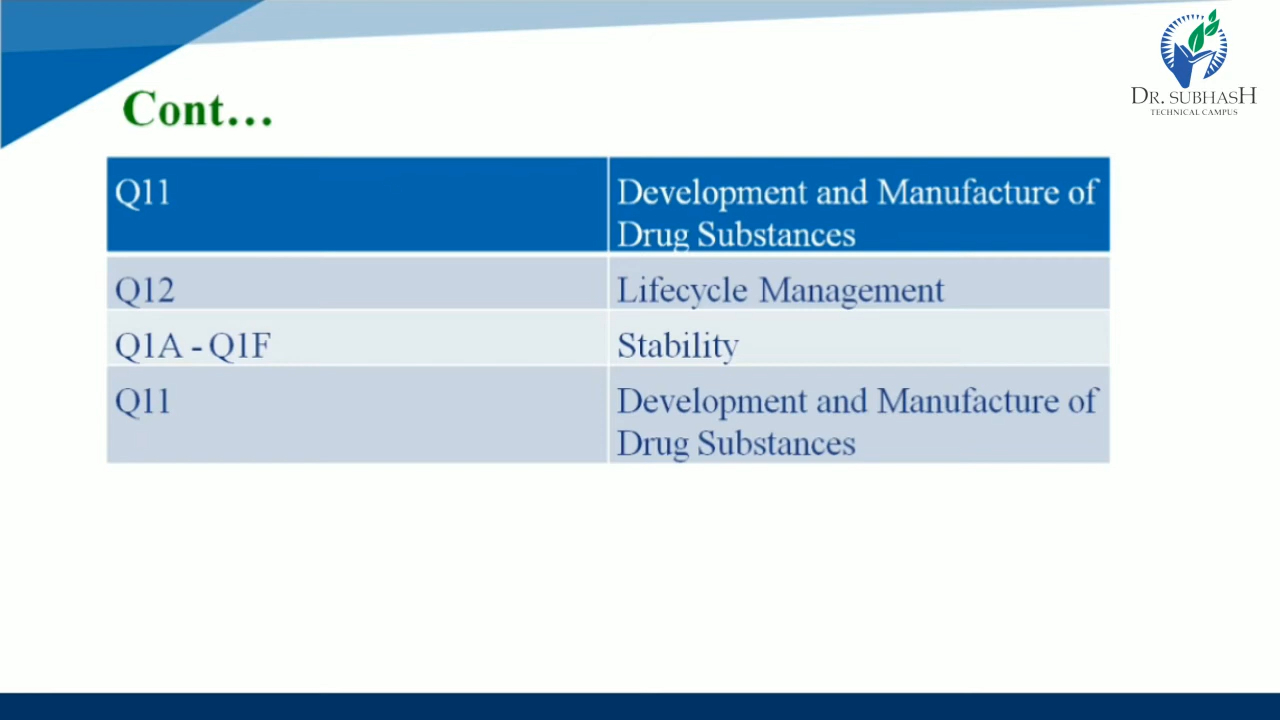 DR. SUBHASH
TECHNICAL CAMPUS
Cont...
Q11
Development and Manufacture of
Drug Substances
Q12
Lifecycle Management
Q1A - Q1F
Stability
Q11
Development and Manufacture of
Drug Substances